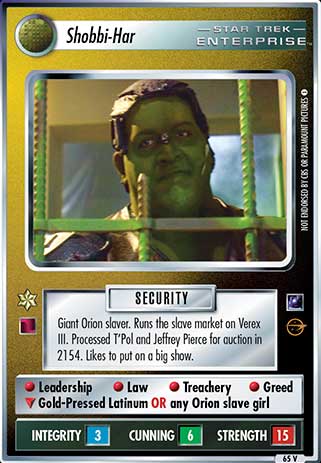 Shobbi-Har
STAR TREK
ENTERPRISE™
NOT ENDORSED BY CBS OR PARAMOUNT PICTURES
SECURITY
Giant Orion slaver. Runs the slave market on Verex
III. Processed T'Pol and Jeffrey Pierce for auction in
2154. Likes to put on a big show.
Leadership Law Treachery Greed
Gold-Pressed Latinum OR any Orion slave girl
INTEGRITY 3 CUNNING 6 STRENGTH 15
65 V